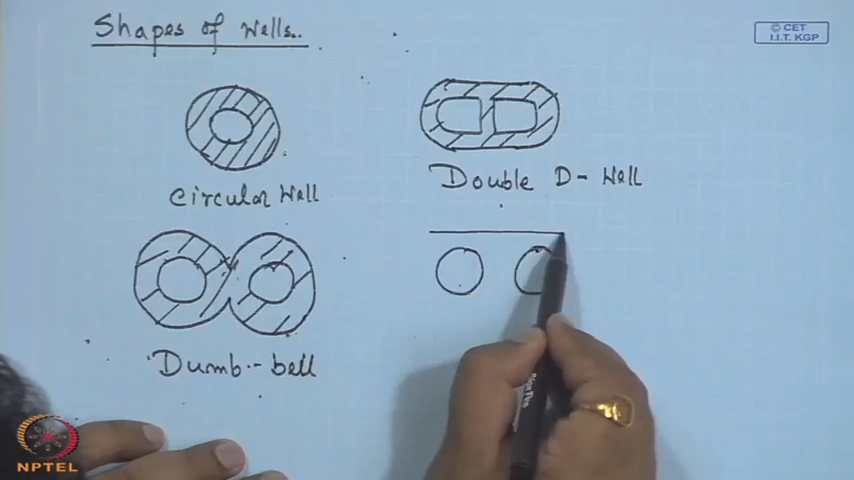 Shapes of Wells.
© CET
I.I.T. KGP
Circular Well
Double D- Well
Dumb-bell
NPTEL